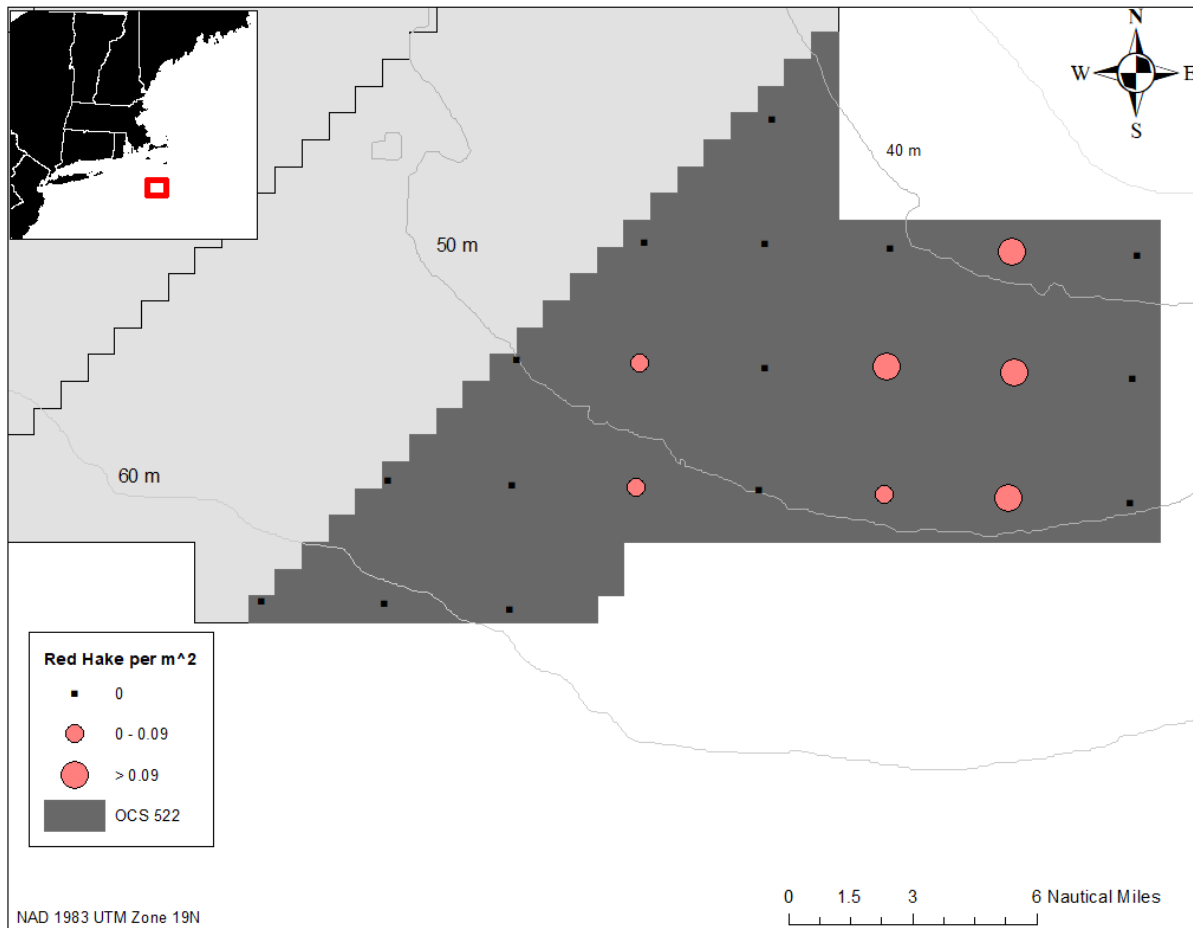 N
W E
S
40 m
50 m
60 m
Red Hake per m^2
0
0 - 0.09
> 0.09
OCS 522
0 1.5 3 6 Nautical Miles
NAD 1983 UTM Zone 19N